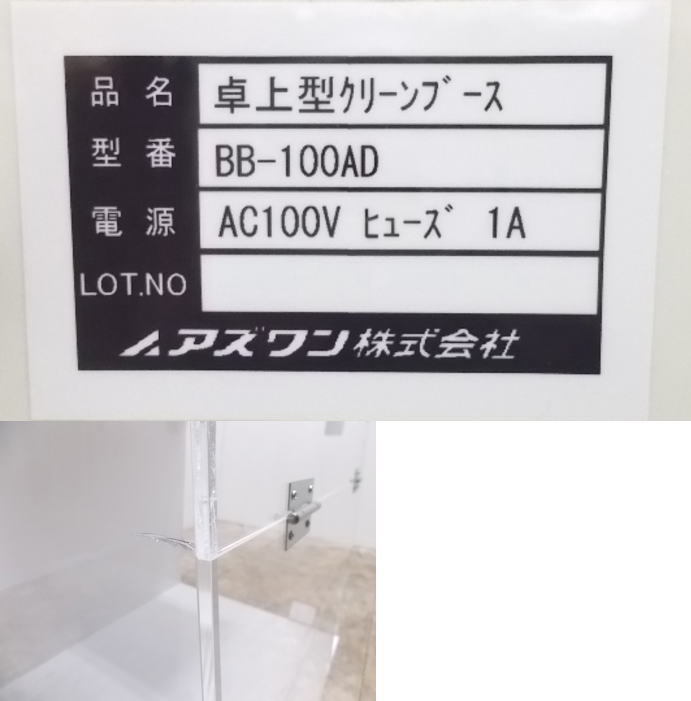 品名 卓上型ｸﾘｰﾝﾌﾞｰｽ
型番 BB-100AD
電源 AC100V ﾋｭｰｽﾞ 1A
LOT.NO
アズワン株式会社